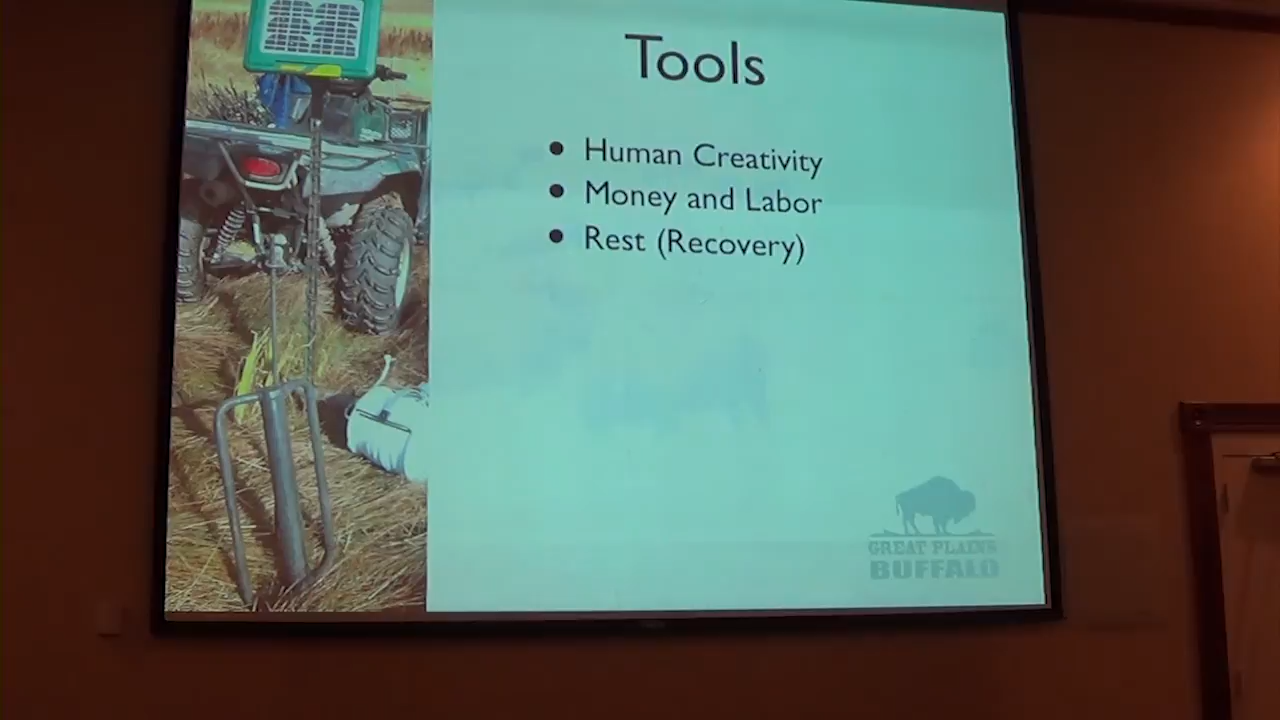 Tools
• Human Creativity
• Money and Labor
• Rest (Recovery)
GREAT PLAINS
BUFFALO